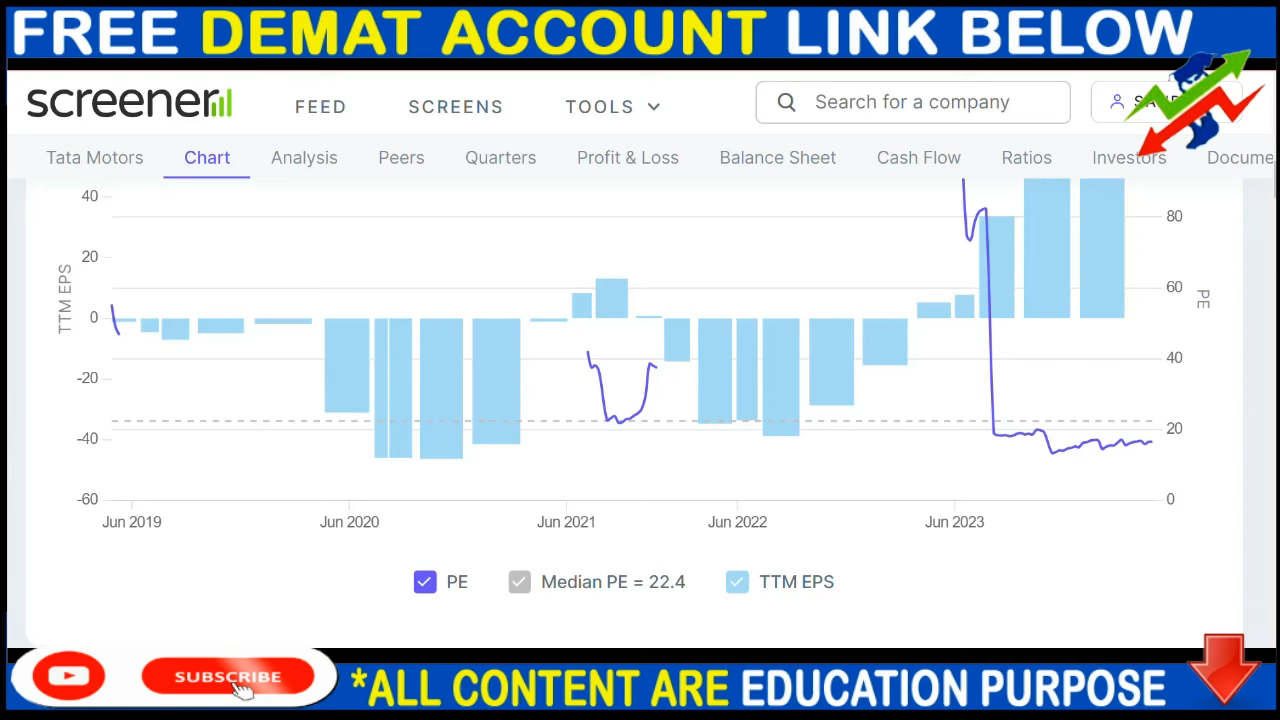 FREE DEMAT ACCOUNT LINK BELOW
screener
FEED SCREENS TOOLS Search for a company
Tata Motors Chart Analysis Peers Quarters Profit & Loss Balance Sheet Cash Flow Ratios Investors Docume
40 80
20 60
0 40
-20 20
-40 0
-60
TTM EPS
PE
Jun 2019 Jun 2020 Jun 2021 Jun 2022 Jun 2023
PE Median PE = 22.4 TTM EPS
SUBSCRIBE
*ALL CONTENT ARE EDUCATION PURPOSE